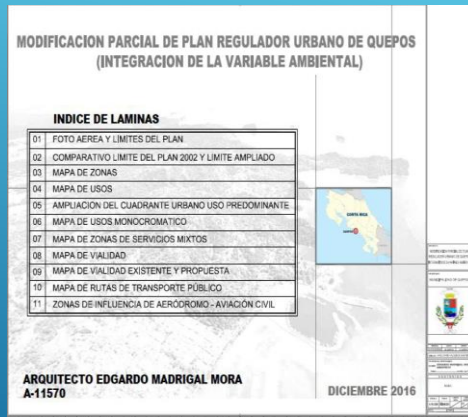 MODIFICACION PARCIAL DE PLAN REGULADOR URBANO DE QUEPOS
(INTEGRACION DE LA VARIABLE AMBIENTAL)
INDICE DE LAMINAS
01 FOTO AEREA Y LIMITES DEL PLAN
02 COMPARATIVO LIMITE DEL PLAN 2002 Y LIMITE AMPLIADO
03 MAPA DE ZONAS
04 MAPA DE USOS
05 AMPLIACION DEL CUADRANTE URBANO USO PREDOMINANTE
06 MAPA DE USOS MONOCROMATICO
07 MAPA DE ZONAS DE SERVICIOS MIXTOS
08 MAPA DE VIALIDAD
09 MAPA DE VIALIDAD EXISTENTE Y PROPUESTA
10 MAPA DE RUTAS DE TRANSPORTE PÚBLICO
11 ZONAS DE INFLUENCIA DE AERÓDROMO - AVIACIÓN CIVIL
COSTA RICA
ARQUITECTO EDGARDO MADRIGAL MORA
A-11570
DICIEMBRE 2016